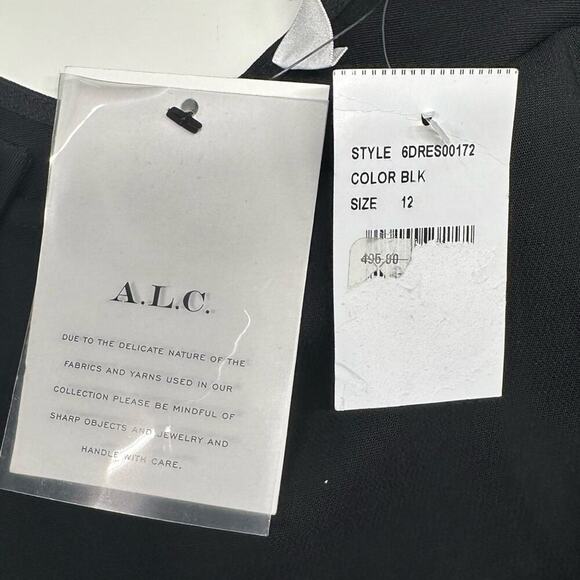 A.L.C.
DUE TO THE DELICATE NATURE OF THE
FABRICS AND YARNS USED IN OUR
COLLECTION PLEASE BE MINDFUL OF
SHARP OBJECTS AND JEWELRY AND
HANDLE WITH CARE.
STYLE 6DRES00172
COLOR BLK
SIZE 12
495.00